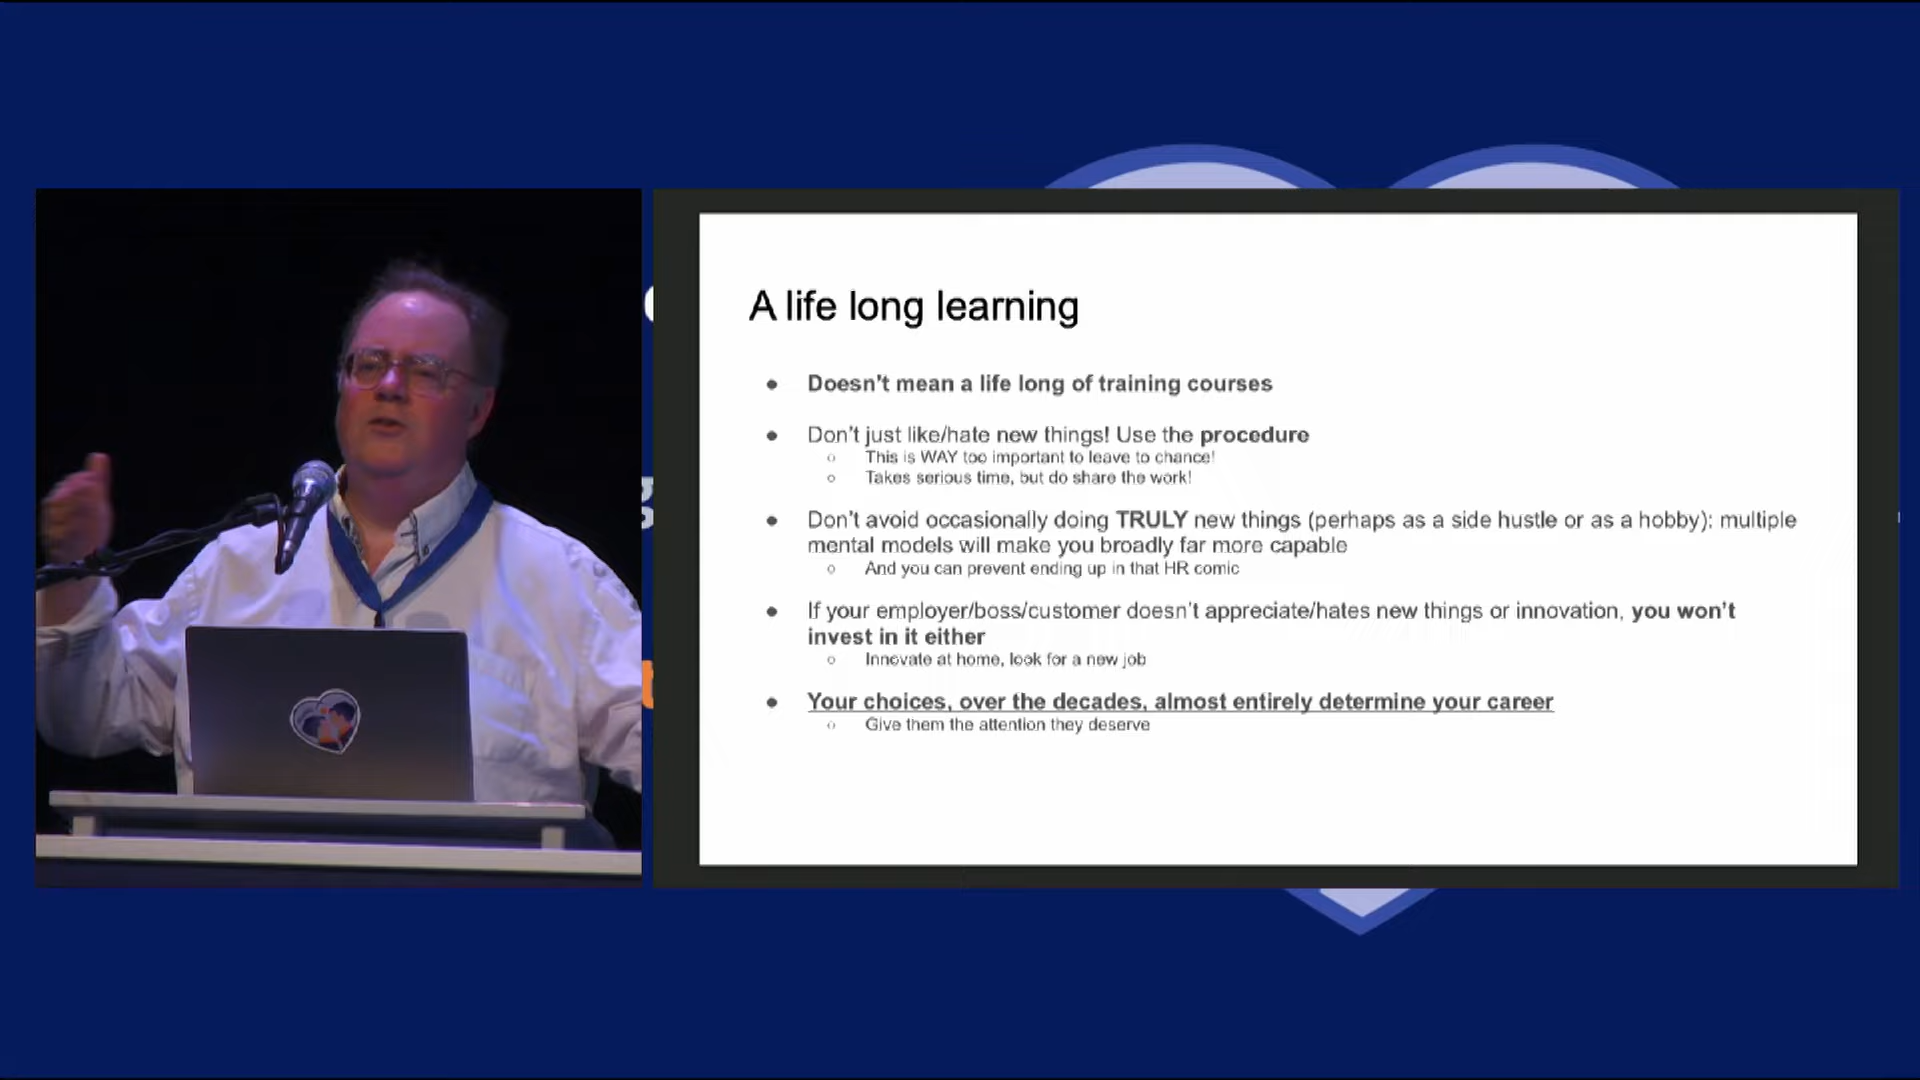 A life long learning
Doesn't mean a life long of training courses
Don't just like/hate new things! Use the procedure
This is WAY too important to leave to chance!
Takes serious time, but do share the work!
Don't avoid occasionally doing TRULY new things (perhaps as a side hustle or as a hobby): multiple
mental models will make you broadly far more capable
And you can prevent ending up in that HR comic
If your employer/boss/customer doesn't appreciate/hates new things or innovation, you won't
invest in it either
Innovate at home, look for a new job
Your choices, over the decades, almost entirely determine your career
Give them the attention they deserve